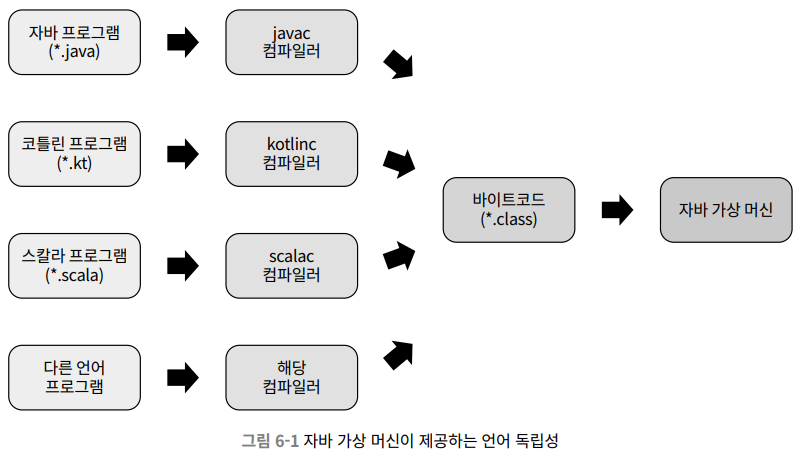 자바 프로그램
(*.java)
javac
컴파일러
코틀린 프로그램
(*.kt)
kotlinc
컴파일러
스칼라 프로그램
(*.scala)
scalac
컴파일러
다른 언어
프로그램
해당
컴파일러
바이트코드
(*.class)
자바 가상 머신
그림 6-1 자바 가상 머신이 제공하는 언어 독립성